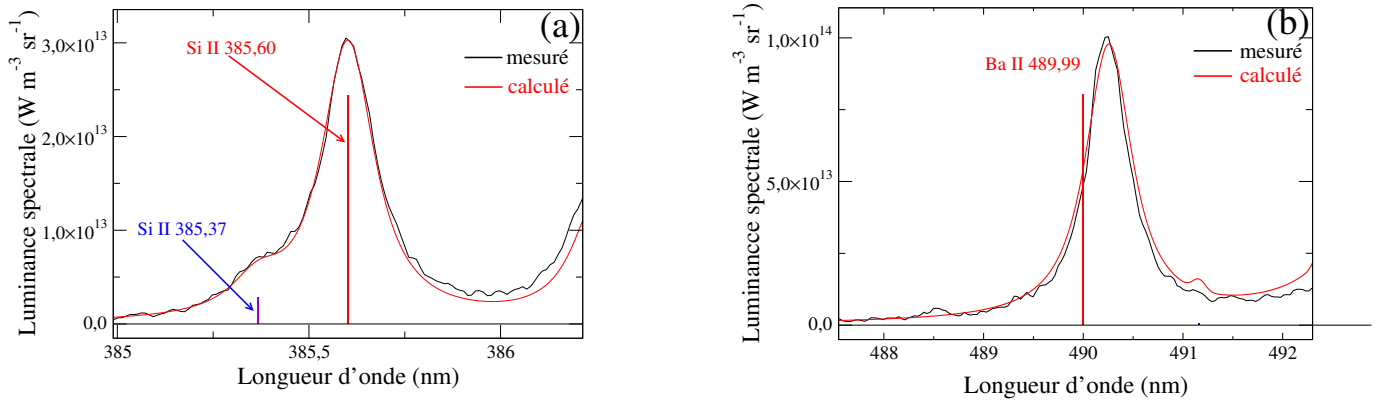 (a)
Si II 385,60
mesuré
calculé
Si II 385,37
3,0×10^13
2,0×10^13
1,0×10^13
0,0
385
385,5
386
Luminance spectrale (W m^-3 sr^-1)
Longueur d’onde (nm)
(b)
Ba II 489,99
mesuré
calculé
1,0×10^14
5,0×10^13
0,0
488
489
490
491
492
Luminancce spectrale (W m^-3 sr^-1)
Longueur d’onde (nm)